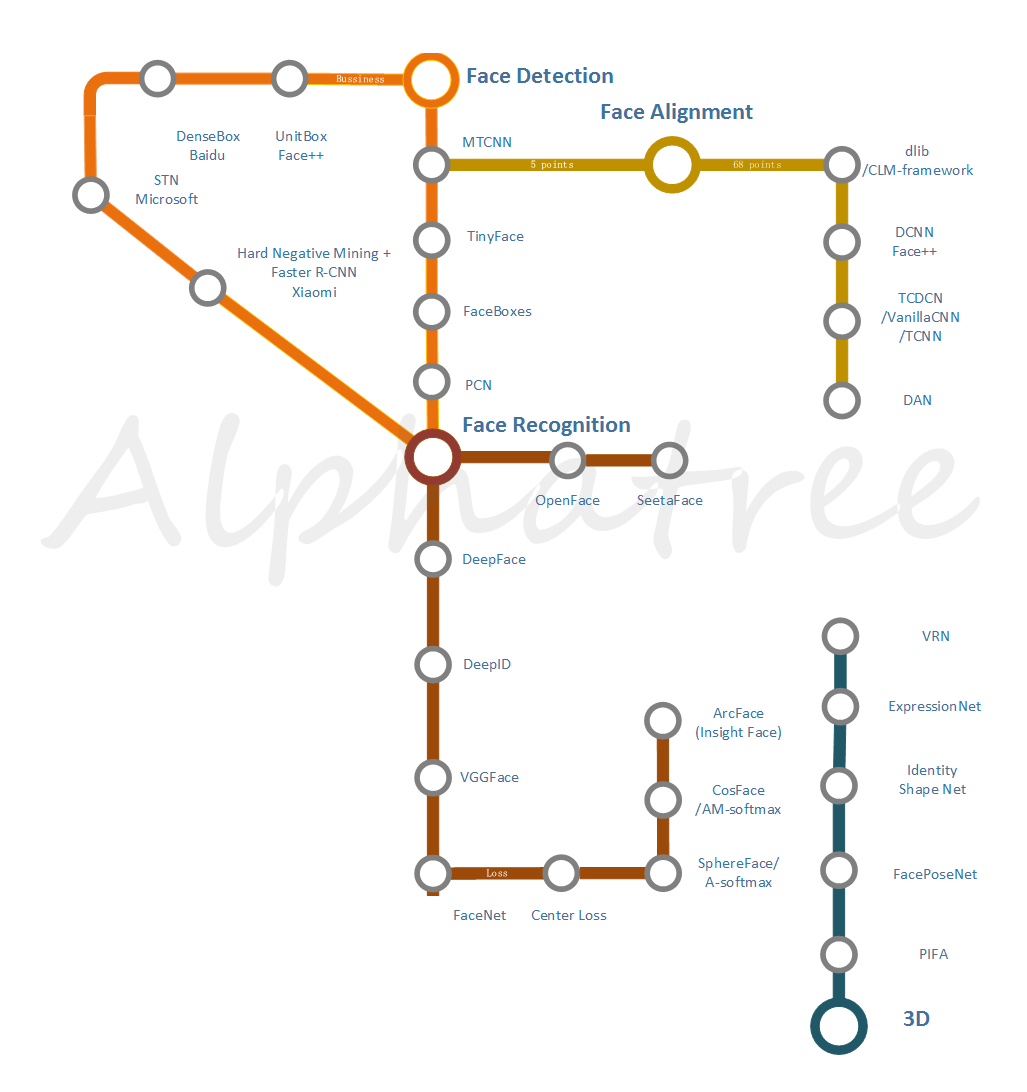 Bussiness
Face Detection
Face Alignment
DenseBox
Baidu
UnitBox
Face++
MTCNN
5 points
68 points
dlib
/CLM-framework
STN
Microsoft
TinyFace
DCNN
Face++
Hard Negative Mining +
Faster R-CNN
Xiaomi
FaceBoxes
TCDCN
/VanillaCNN
/TCNN
PCN
DAN
Face Recognition
Alphatree
OpenFace
SeetaFace
DeepFace
DeepID
VRN
ExpressionNet
ArcFace
(Insight Face)
VGGFace
Identity
Shape Net
CosFace
/AM-softmax
Loss
SphereFace/
A-softmax
FacePoseNet
FaceNet
Center Loss
PIFA
3D